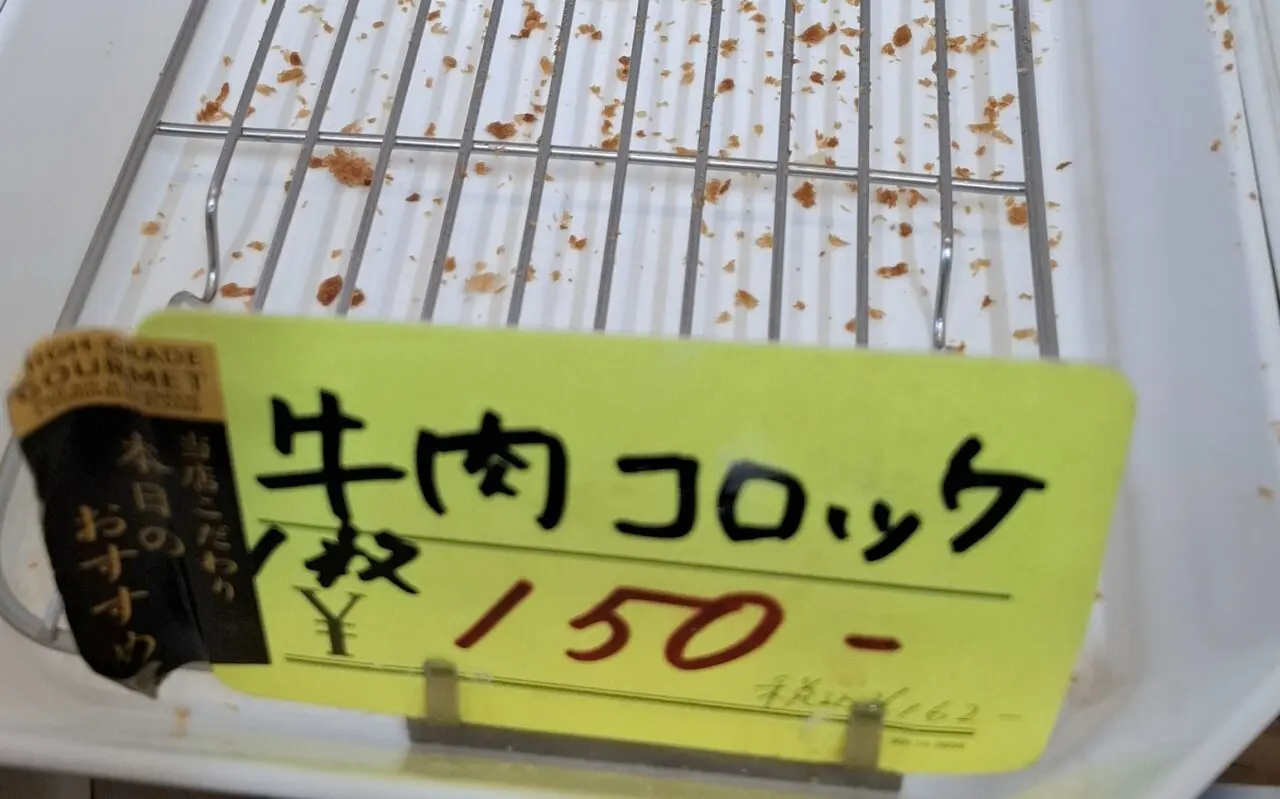 HIGH GRADE
GOURMET
当店こだわり
本日の
おすすめ
牛肉コロッケ
1枚
¥150-
税込¥162-